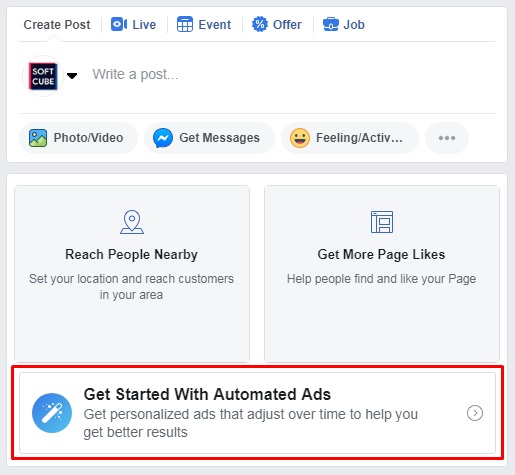 Create Post Live Event Offer Job
SOFT
CUBE
Write a post...
Photo/Video Get Messages Feeling/Activ...
Reach People Nearby
Set your location and reach customers
in your area
Get More Page Likes
Help people find and like your Page
Get Started With Automated Ads
Get personalized ads that adjust over time to help you
get better results